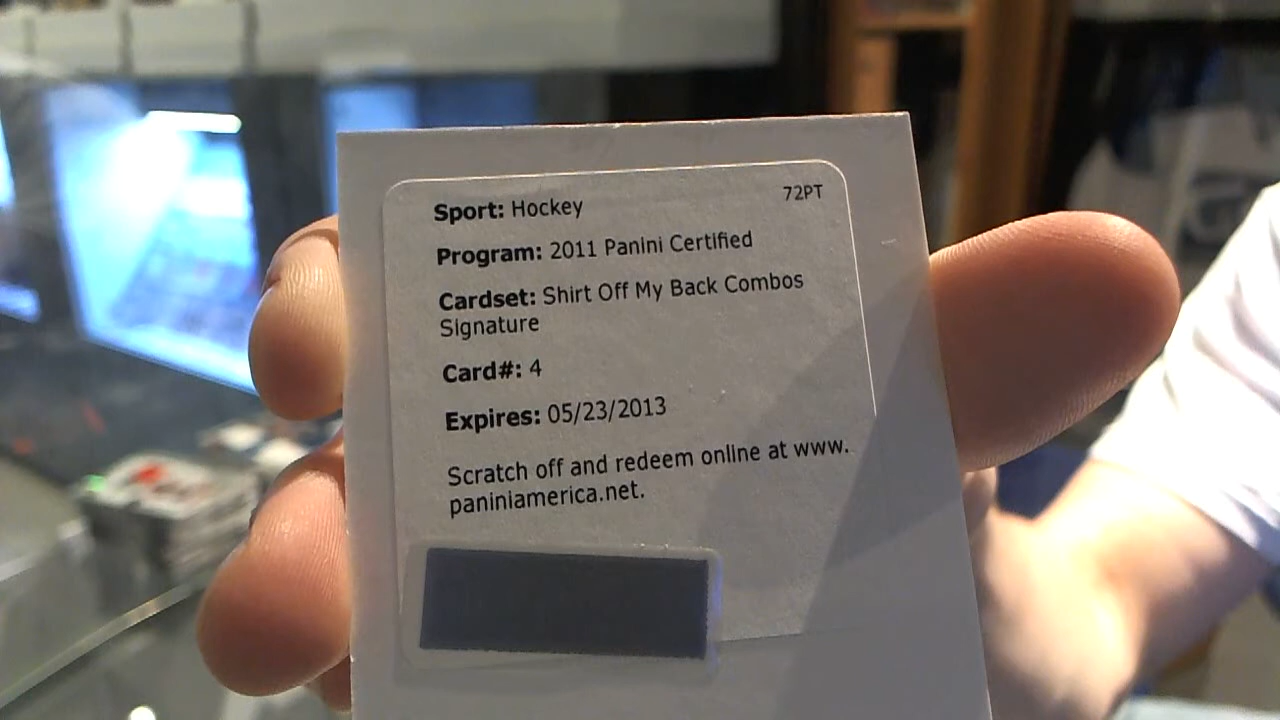 72PT
Sport: Hockey
Program: 2011 Panini Certified
Cardset: Shirt Off My Back Combos
Signature
Card#: 4
Expires: 05/23/2013
Scratch off and redeem online at www.
paniniamerica.net.